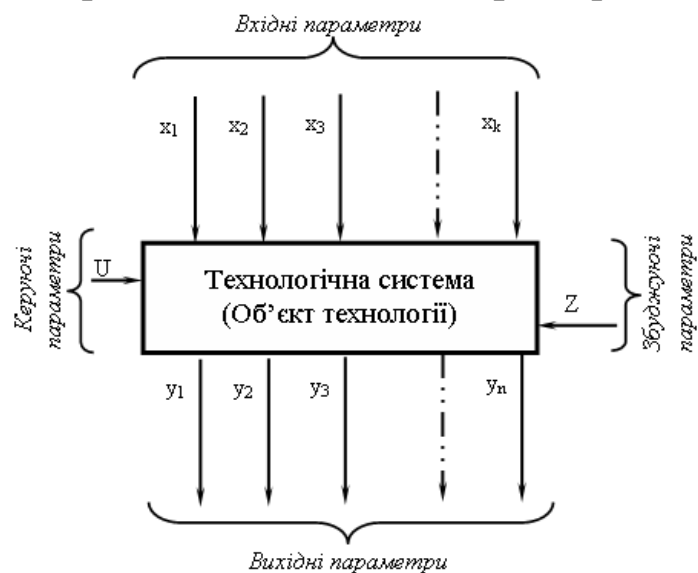 Вхідні параметри
x1 x2 x3 xk
Керуючі
параметри
U
Технологічна система
(Об’єкт технології)
Z
Збуджуючі
параметри
y1 y2 y3 yn
Вихідні параметри